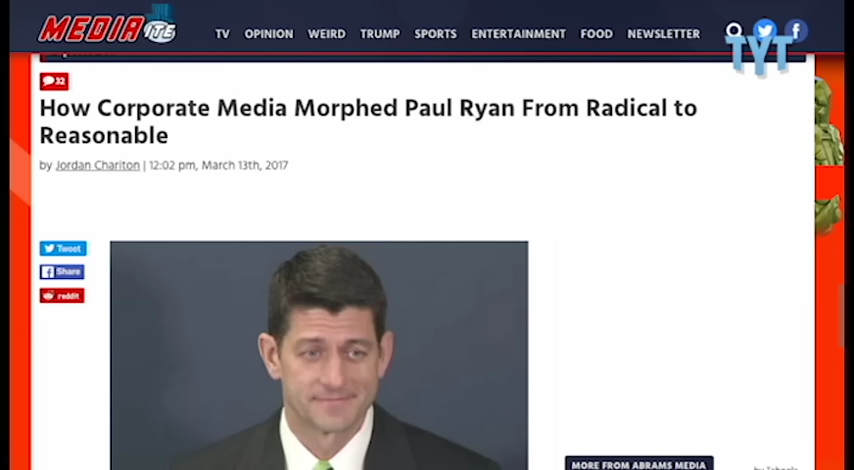 MEDIAITE
TV OPINION WEIRD TRUMP SPORTS ENTERTAINMENT FOOD NEWSLETTER
TYT
32
How Corporate Media Morphed Paul Ryan From Radical to
Reasonable
by Jordan Chariton | 12:02 pm, March 13th, 2017
Tweet
Share
reddit
MORE FROM ABRAMS MEDIA